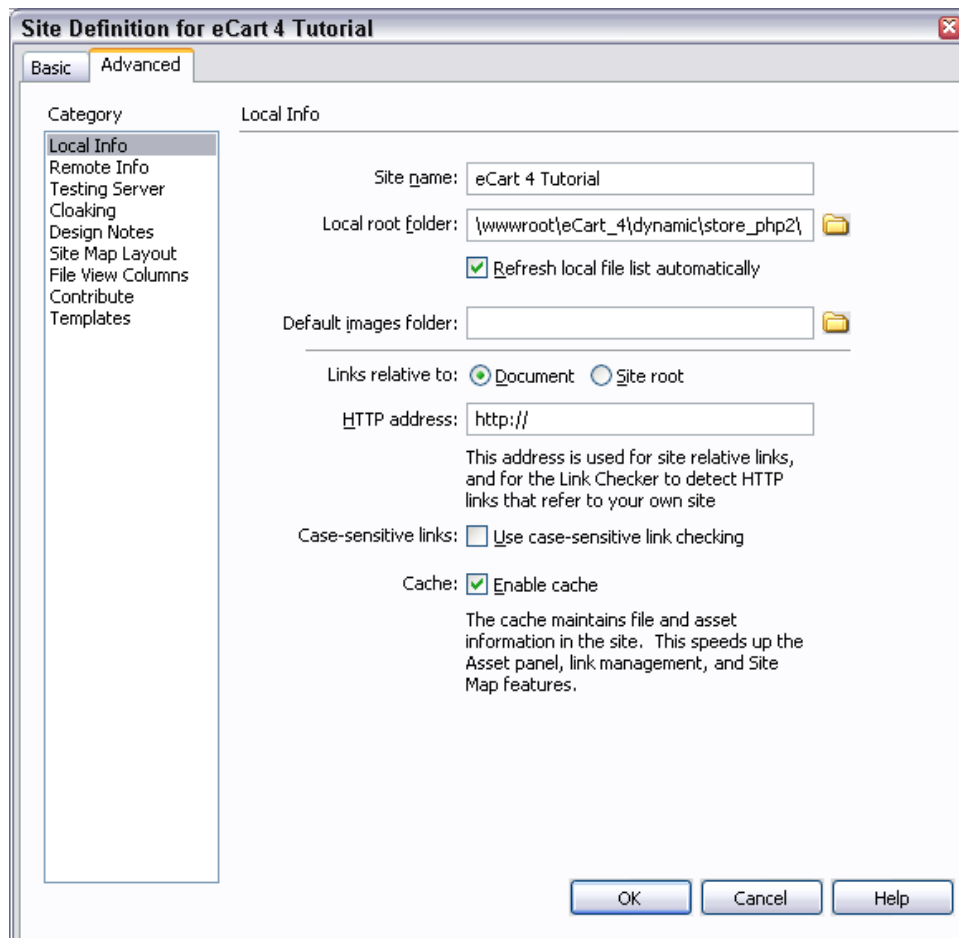 Site Definition for eCart 4 Tutorial
Basic
Advanced
Category
Local Info
Remote Info
Testing Server
Cloaking
Design Notes
Site Map Layout
File View Columns
Contribute
Templates
Local Info
Site name: eCart 4 Tutorial
Local root folder: \wwwroot\eCart_4\dynamic\store_php2\
Refresh local file list automatically
Default images folder:
Links relative to: Document Site root
HTTP address: http://
This address is used for site relative links,
and for the Link Checker to detect HTTP
links that refer to your own site
Case-sensitive links: Use case-sensitive link checking
Cache: Enable cache
The cache maintains file and asset
information in the site. This speeds up the
Asset panel, link management, and Site
Map features.
OK Cancel Help